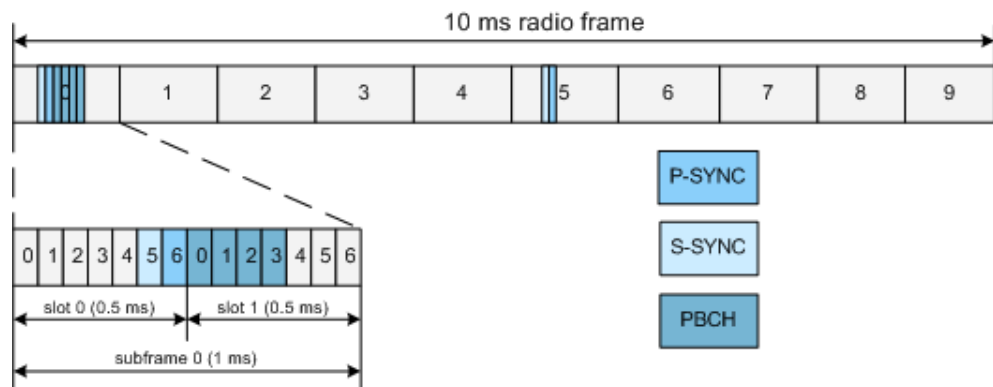 10 ms radio frame
0 1 2 3 4 5 6 7 8 9
P-SYNC
S-SYNC
PBCH
0 1 2 3 4 5 6 0 1 2 3 4 5 6
slot 0 (0.5 ms) slot 1 (0.5 ms)
subframe 0 (1 ms)